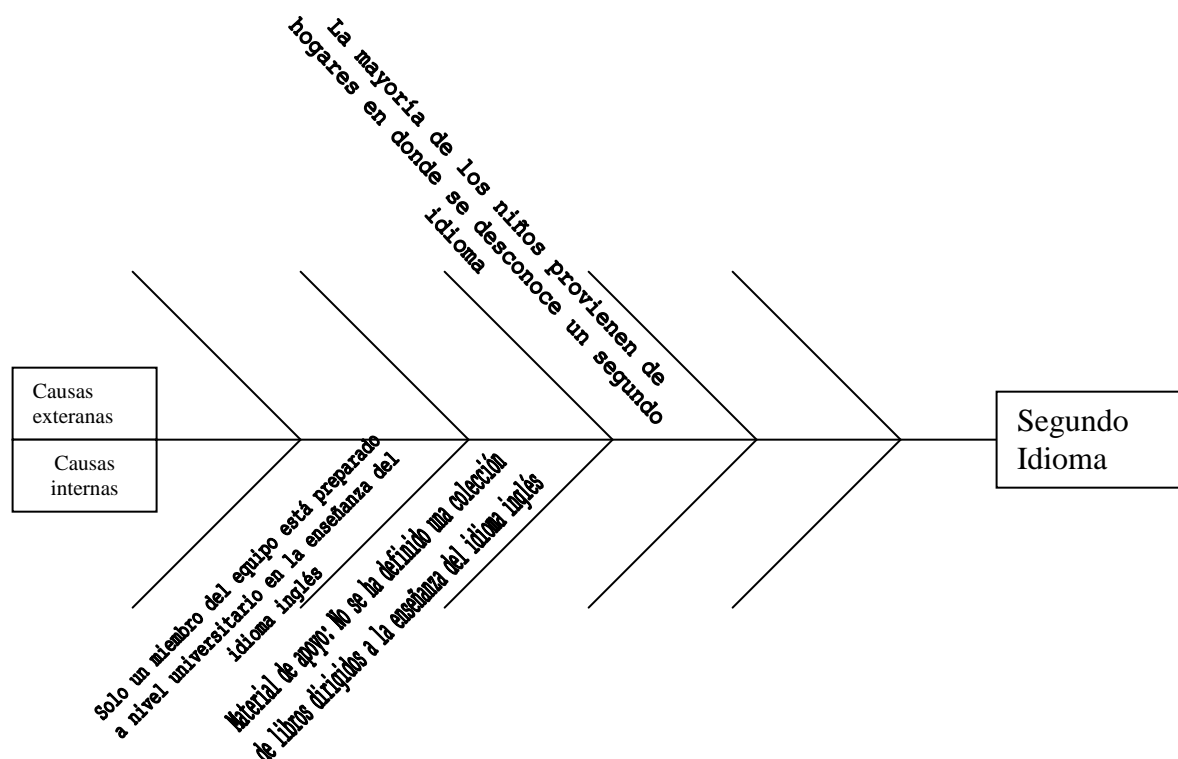 La mayoría de los niños provienen de
hogares en donde se desconoce un segundo
idioma
Causas
exteranas
Causas
internas
Segundo
Idioma
Solo un miembro del equipo está preparado
a nivel universitario en la enseñanza del
idioma inglés
Material de apoyo: No se ha definido una colección
de libros dirigidos a la enseñanza del idioma inglés